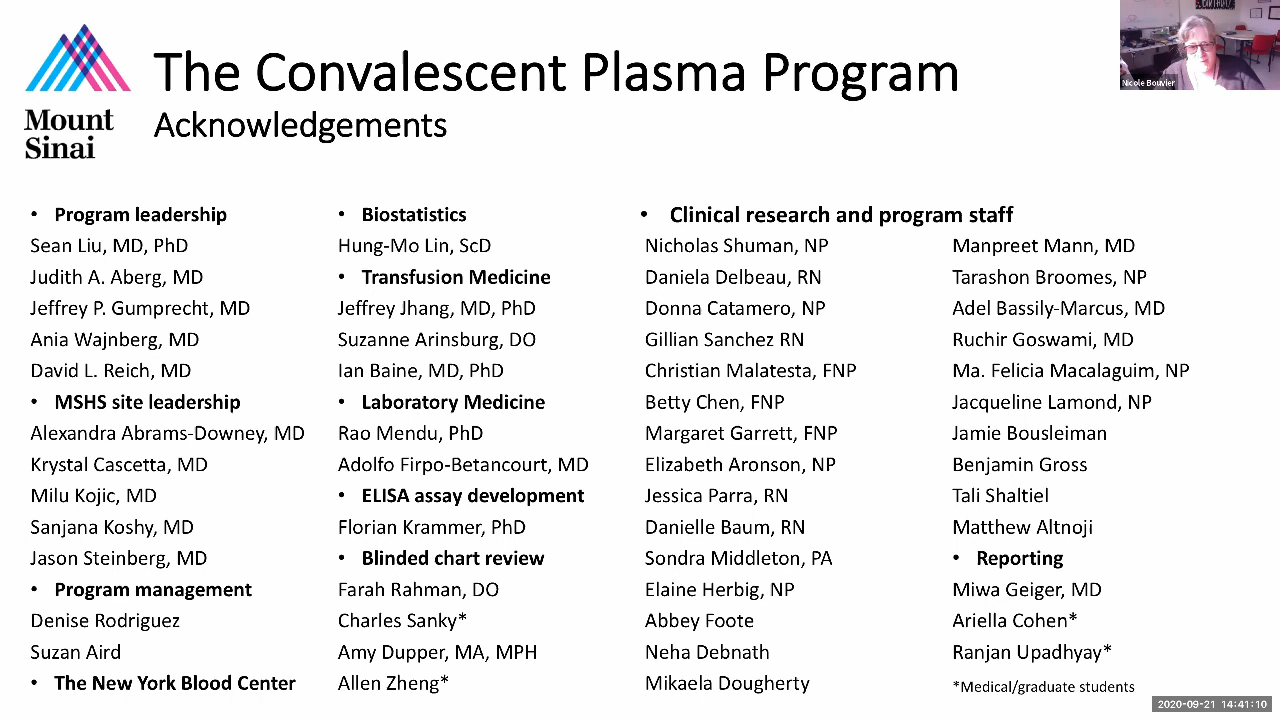 The Convalescent Plasma Program
Acknowledgements
Mount
Sinai
Nicole Bouvier
• Program leadership
Sean Liu, MD, PhD
Judith A. Aberg, MD
Jeffrey P. Gumprecht, MD
Ania Wajnberg, MD
David L. Reich, MD
• MSHS site leadership
Alexandra Abrams-Downey, MD
Krystal Cascetta, MD
Milu Kojic, MD
Sanjana Koshy, MD
Jason Steinberg, MD
• Program management
Denise Rodriguez
Suzan Aird
• The New York Blood Center
• Biostatistics
Hung-Mo Lin, ScD
• Transfusion Medicine
Jeffrey Jhang, MD, PhD
Suzanne Arinsburg, DO
Ian Baine, MD, PhD
• Laboratory Medicine
Rao Mendu, PhD
Adolfo Firpo-Betancourt, MD
• ELISA assay development
Florian Krammer, PhD
• Blinded chart review
Farah Rahman, DO
Charles Sanky*
Amy Dupper, MA, MPH
Allen Zheng*
• Clinical research and program staff
Nicholas Shuman, NP
Daniela Delbeau, RN
Donna Catamero, NP
Gillian Sanchez RN
Christian Malatesta, FNP
Betty Chen, FNP
Margaret Garrett, FNP
Elizabeth Aronson, NP
Jessica Parra, RN
Danielle Baum, RN
Sondra Middleton, PA
Elaine Herbig, NP
Abbey Foote
Neha Debnath
Mikaela Dougherty
Manpreet Mann, MD
Tarashon Broomes, NP
Adel Bassily-Marcus, MD
Ruchir Goswami, MD
Ma. Felicia Macalaguim, NP
Jacqueline Lamond, NP
Jamie Bousleiman
Benjamin Gross
Tali Shaltiel
Matthew Altnoji
• Reporting
Miwa Geiger, MD
Ariella Cohen*
Ranjan Upadhyay*
*Medical/graduate students
2020-09-21 14:41:10